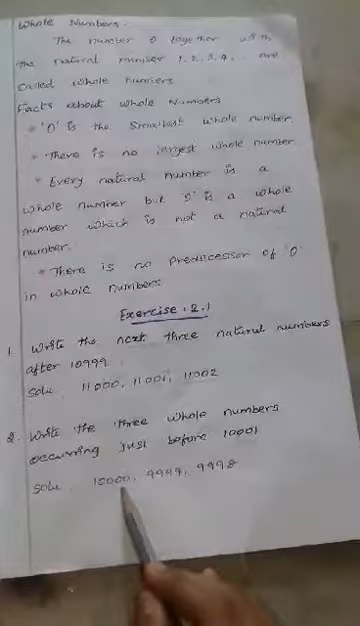 Whole Numbers.
The number 0 together with
the natural number 1,2,3,4... are
called whole numbers
Facts about whole Numbers
* '0' is the smallest whole number.
* There is no largest whole number.
* Every natural number is a
whole number but '0' is a whole
number which is not a natural
number.
* There is no predecessor of '0'
in whole numbers
Exercise: 2.1
1. Write the next three natural numbers
after 10999.
Solu. 11000, 11001, 11002
2. Write the three whole numbers
occurring just before 10001
Solu. 10000, 9999, 9998